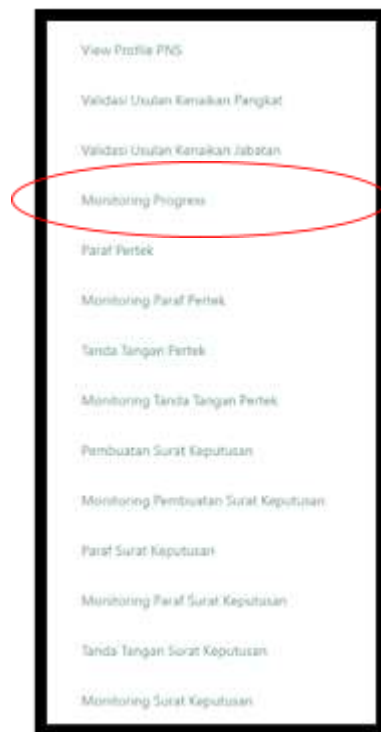 View Profile PNS
Validasi Usulan Kenaikan Pangkat
Validasi Usulan Kenaikan Jabatan
Monitoring Progress
Paraf Pertek
Monitoring Paraf Pertek
Tanda Tangan Pertek
Monitoring Tanda Tangan Pertek
Pembuatan Surat Keputusan
Monitoring Pembuatan Surat Keputusan
Paraf Surat Keputusan
Monitoring Paraf Surat Keputusan
Tanda Tangan Surat Keputusan
Monitoring Surat Keputusan